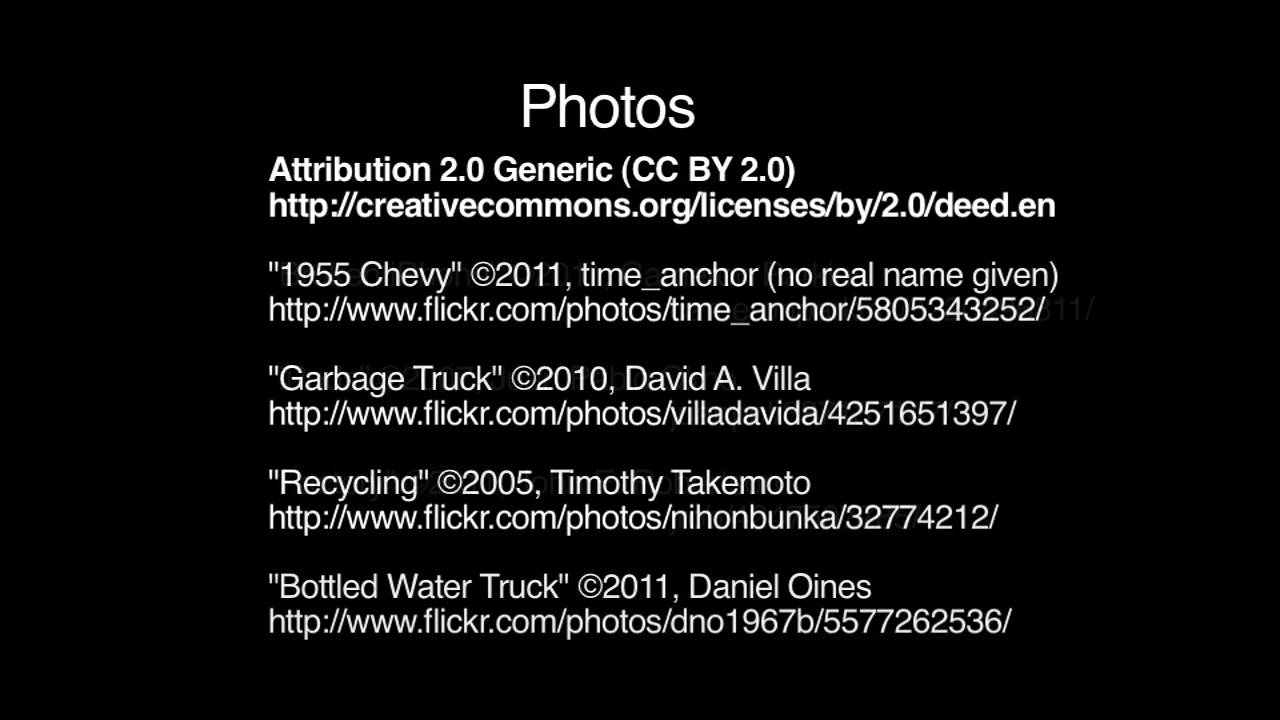 Photos
Attribution 2.0 Generic (CC BY 2.0)
http://creativecommons.org/licenses/by/2.0/deed.en
"1955 Chevy" ©2011, time_anchor (no real name given)
http://www.flickr.com/photos/time_anchor/5805343252/
"Garbage Truck" ©2010, David A. Villa
http://www.flickr.com/photos/villadavida/4251651397/
"Recycling" ©2005, Timothy Takemoto
http://www.flickr.com/photos/nihonbunka/32774212/
"Bottled Water Truck" ©2011, Daniel Oines
http://www.flickr.com/photos/dno1967b/5577262536/